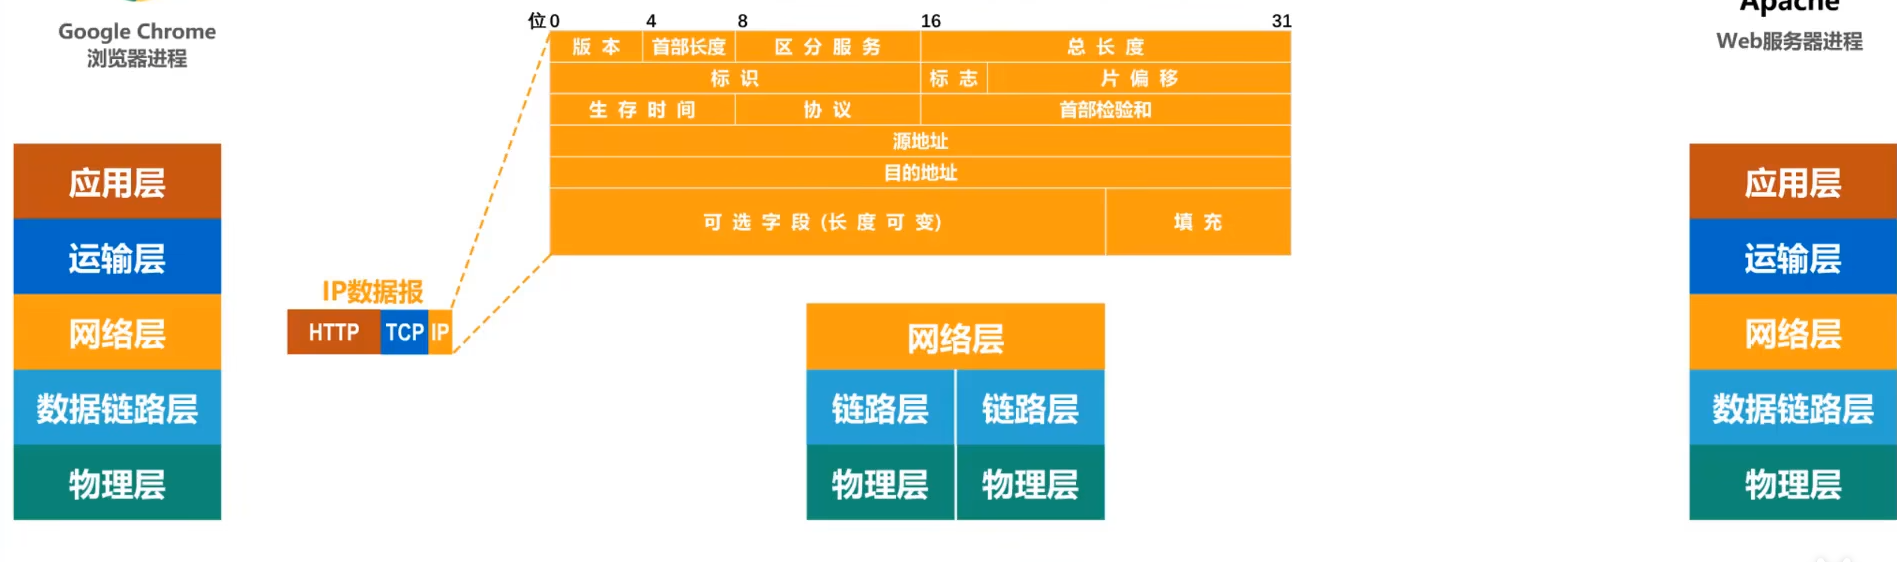 Google Chrome
浏览器进程
Apache
Web服务器进程
位 0 4 8 16 31
版 本 首部长度 区 分 服 务 总 长 度
标 识 标 志 片 偏 移
生 存 时 间 协 议 首部检验和
源地址
目的地址
可 选 字 段 (长 度 可 变) 填 充
应用层
运输层
网络层
数据链路层
物理层
IP数据报
HTTP TCP IP
网络层
链路层 链路层
物理层 物理层
应用层
运输层
网络层
数据链路层
物理层